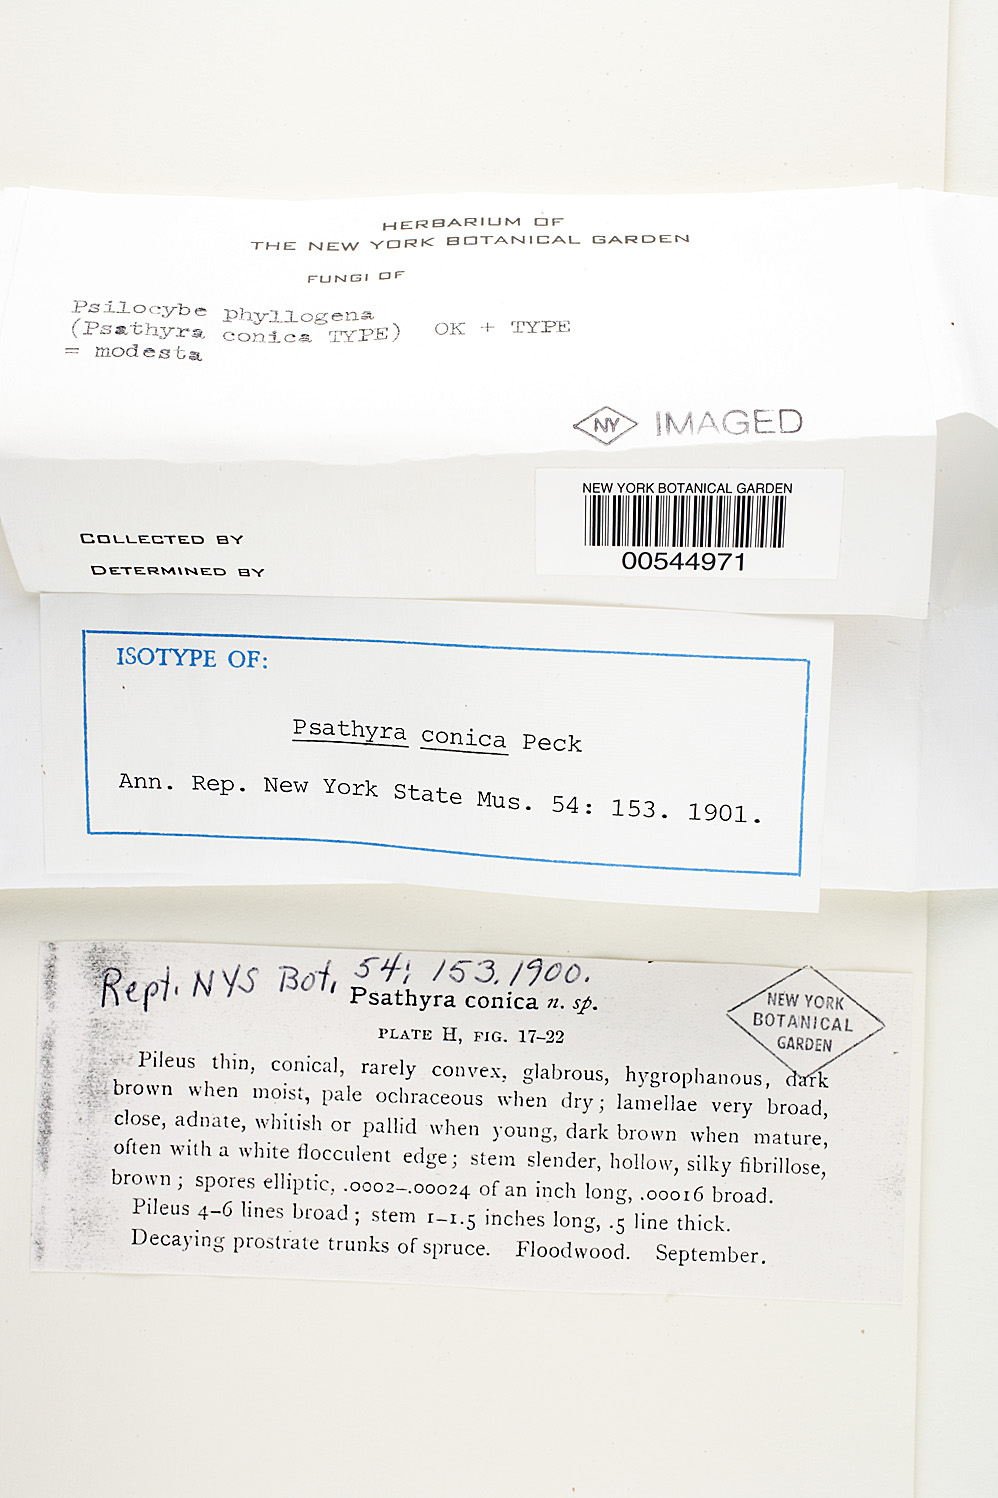 HERBARIUM OF
THE NEW YORK BOTANICAL GARDEN
FUNGI OF
Psilocybe phyllogena
(Psathyra conica TYPE) OK + TYPE
= modesta
NY IMAGED
NEW YORK BOTANICAL GARDEN
00544971
COLLECTED BY
DETERMINED BY
ISOTYPE OF:
Psathyra conica Peck
Ann. Rep. New York State Mus. 54: 153. 1901.
Rept. NYS Bot. 54: 153. 1900.
Psathyra conica n. sp.
NEW YORK
BOTANICAL
GARDEN
PLATE H, FIG. 17–22
Pileus thin, conical, rarely convex, glabrous, hygrophanous, dark
brown when moist, pale ochraceous when dry; lamellae very broad,
close, adnate, whitish or pallid when young, dark brown when mature,
often with a white flocculent edge; stem slender, hollow, silky fibrillose,
brown; spores elliptic, .0002–.00024 of an inch long, .00016 broad.
Pileus 4–6 lines broad; stem 1–1.5 inches long, .5 line thick.
Decaying prostrate trunks of spruce. Floodwood. September.